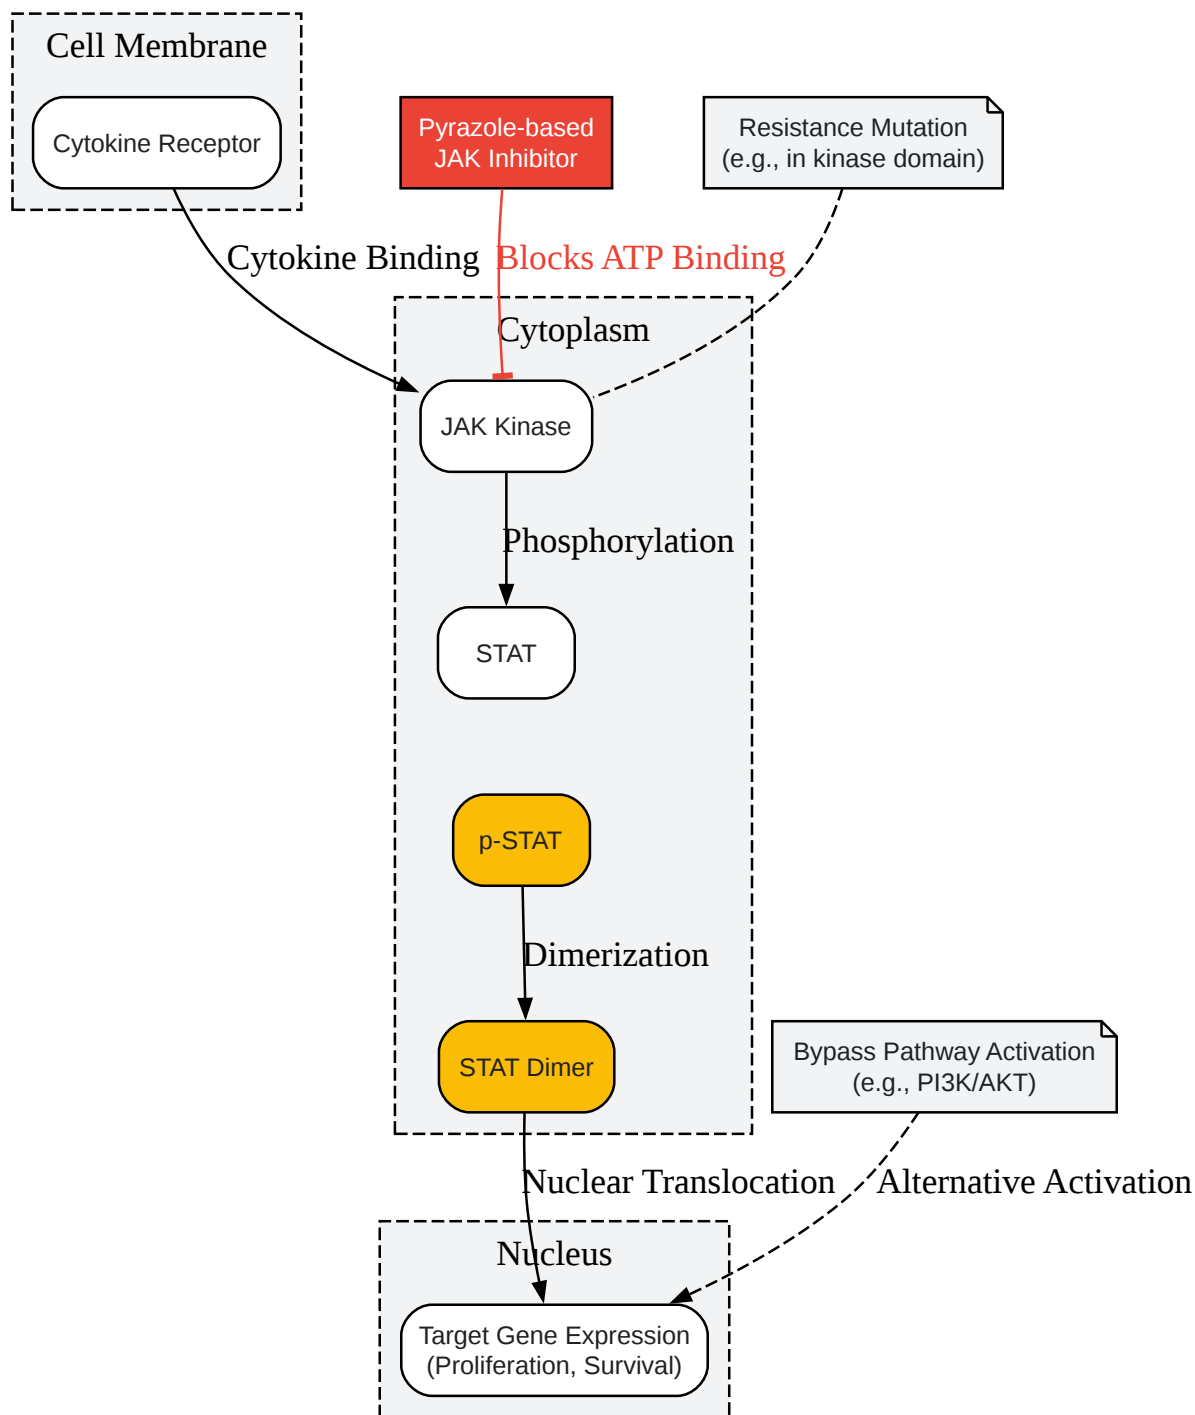 Cell Membrane
Cytokine Receptor
Pyrazole-based
JAK Inhibitor
Resistance Mutation
(e.g., in kinase domain)
Cytokine Binding
Blocks ATP Binding
Cytoplasm
JAK Kinase
Phosphorylation
STAT
p-STAT
Dimerization
STAT Dimer
Bypass Pathway Activation
(e.g., PI3K/AKT)
Nuclear Translocation
Alternative Activation
Nucleus
Target Gene Expression
(Proliferation, Survival)